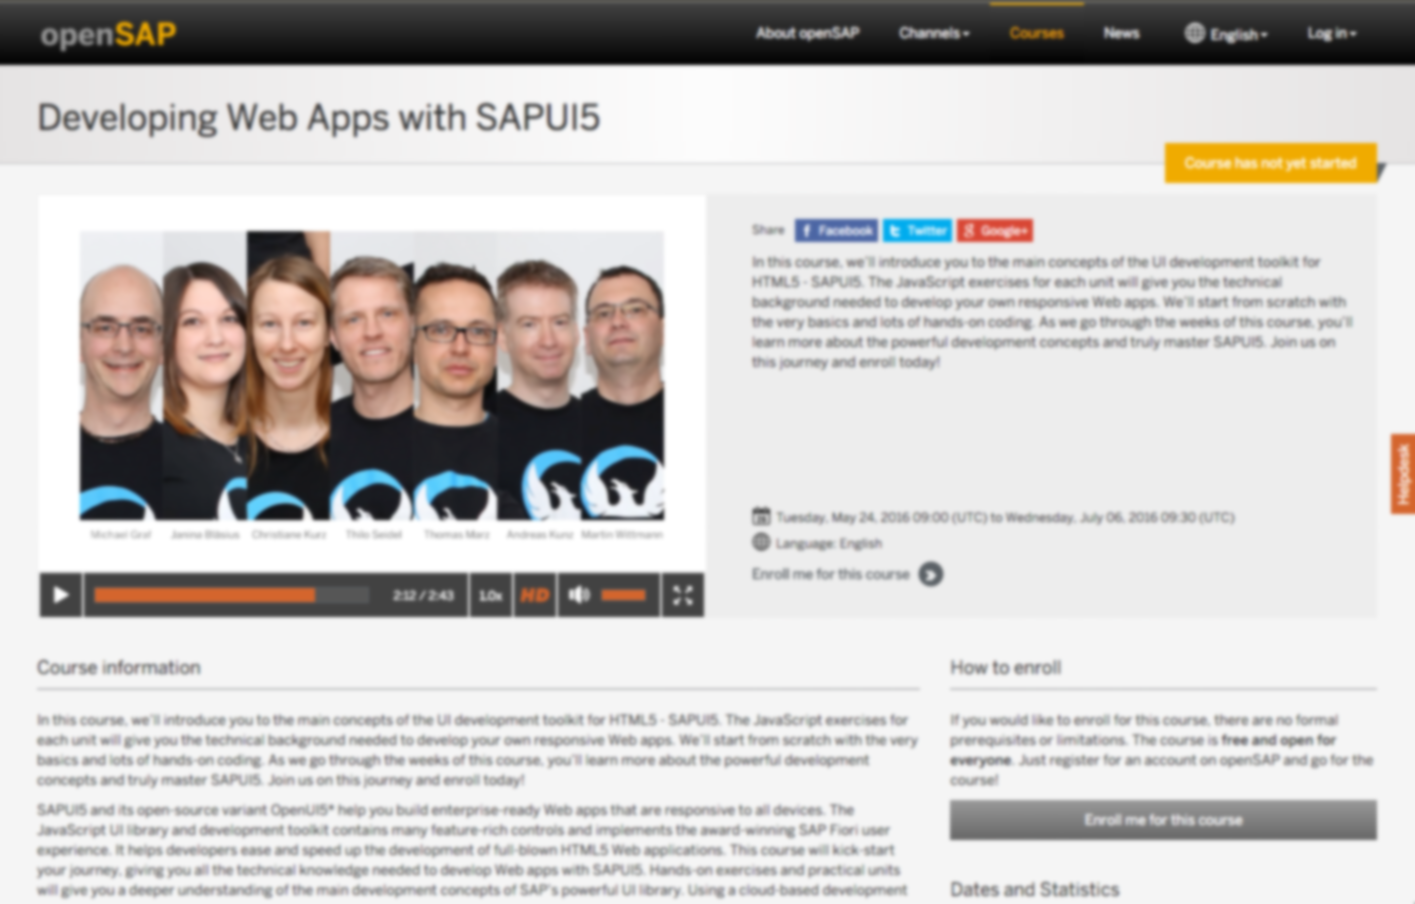 openSAP
About openSAP Channels Courses News English Log in
Developing Web Apps with SAPUI5
Course has not yet started
Share Facebook Twitter Google+
In this course, we'll introduce you to the main concepts of the UI development toolkit for
HTML5 - SAPUI5. The JavaScript exercises for each unit will give you the technical
background needed to develop your own responsive Web apps. We'll start from scratch with
the very basics and lots of hands-on coding. As we go through the weeks of this course, you'll
learn more about the powerful development concepts and truly master SAPUI5. Join us on
this journey and enroll today!
Helpdesk
Tuesday, May 24, 2016 09:00 (UTC) to Wednesday, July 06, 2016 09:30 (UTC)
Language: English
Enroll me for this course
Michael Graf Janina Bläsius Christiane Kurz Thilo Seidel Thomas Marz Andreas Kunz Martin Wittmann
2:12 / 2:43 1.0x HD
Course information
In this course, we'll introduce you to the main concepts of the UI development toolkit for HTML5 - SAPUI5. The JavaScript exercises for
each unit will give you the technical background needed to develop your own responsive Web apps. We'll start from scratch with the very
basics and lots of hands-on coding. As we go through the weeks of this course, you'll learn more about the powerful development
concepts and truly master SAPUI5. Join us on this journey and enroll today!
SAPUI5 and its open-source variant OpenUI5* help you build enterprise-ready Web apps that are responsive to all devices. The
JavaScript UI library and development toolkit contains many feature-rich controls and implements the award-winning SAP Fiori user
experience. It helps developers ease and speed up the development of full-blown HTML5 Web applications. This course will kick-start
your journey, giving you all the technical knowledge needed to develop Web apps with SAPUI5. Hands-on exercises and practical units
will give you a deeper understanding of the main development concepts of SAP's powerful UI library. Using a cloud-based development
How to enroll
If you would like to enroll for this course, there are no formal
prerequisites or limitations. The course is free and open for
everyone. Just register for an account on openSAP and go for the
course!
Enroll me for this course
Dates and Statistics